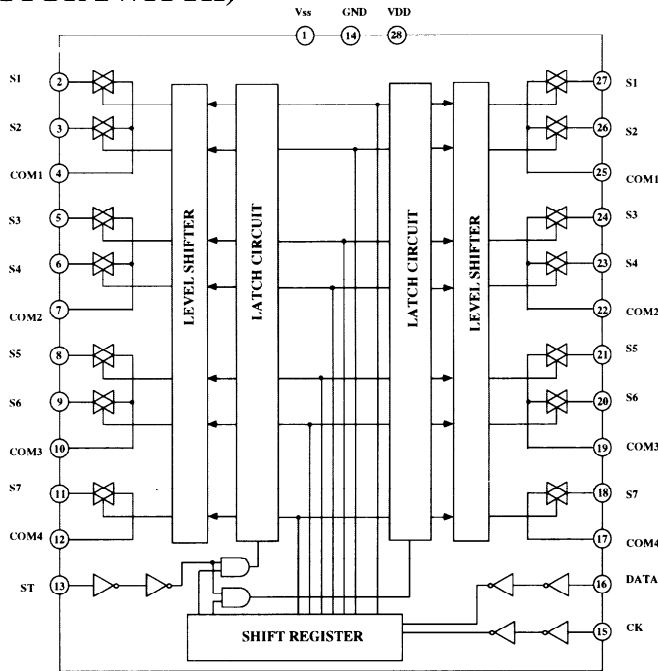 Vss GND VDD
1 14 28
S1 2 27 S1
S2 3 26 S2
COM1 4 25 COM1
S3 5 24 S3
S4 6 23 S4
COM2 7 22 COM2
S5 8 21 S5
S6 9 20 S6
COM3 10 19 COM3
S7 11 18 S7
COM4 12 17 COM4
LEVEL SHIFTER
LATCH CIRCUIT
LATCH CIRCUIT
LEVEL SHIFTER
ST 13 16 DATA
15 CK
SHIFT REGISTER